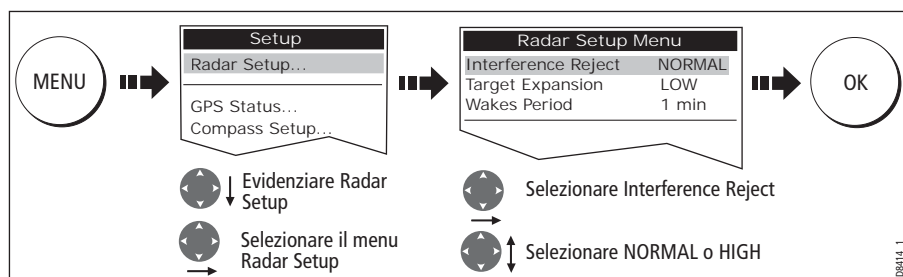 MENU
Setup
Radar Setup...
GPS Status...
Compass Setup...
Evidenziare Radar
Setup
Selezionare il menu
Radar Setup
Radar Setup Menu
Interference Reject NORMAL
Target Expansion LOW
Wakes Period 1 min
Selezionare Interference Reject
Selezionare NORMAL o HIGH
OK
D8414_1